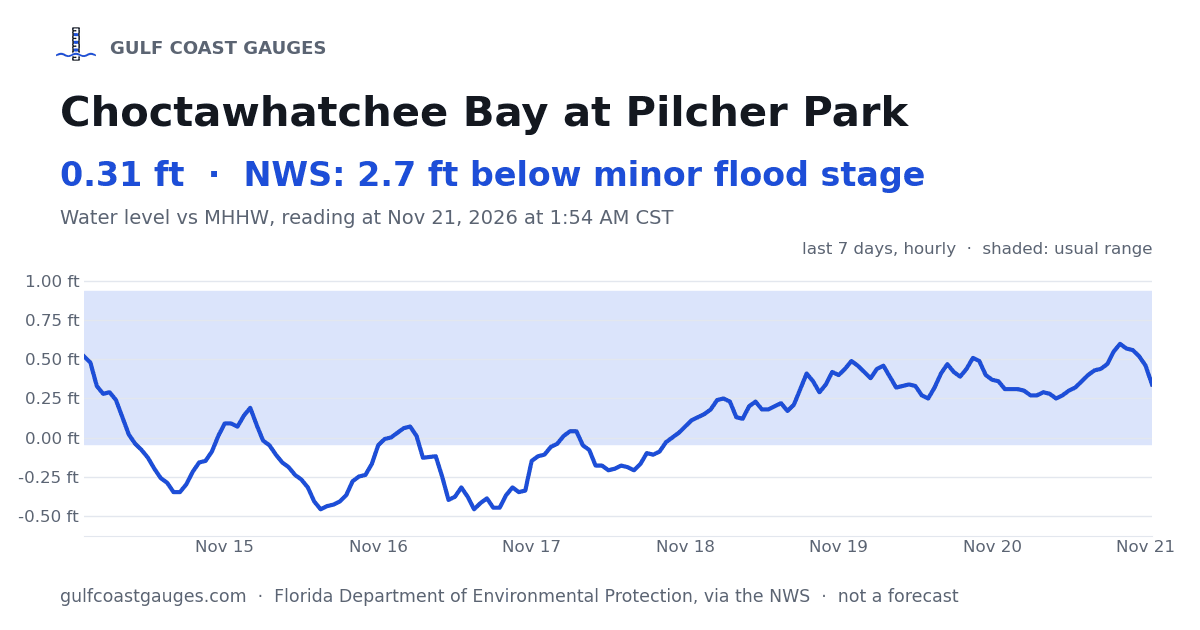 GULF COAST GAUGES
Choctawhatchee Bay at Pilcher Park
0.31 ft · NWS: 2.7 ft below minor flood stage
Water level vs MHHW, reading at Nov 21, 2026 at 1:54 AM CST
last 7 days, hourly · shaded: usual range
1.00 ft
0.75 ft
0.50 ft
0.25 ft
0.00 ft
-0.25 ft
-0.50 ft
Nov 15 Nov 16 Nov 17 Nov 18 Nov 19 Nov 20 Nov 21
gulfcoastgauges.com · Florida Department of Environmental Protection, via the NWS · not a forecast